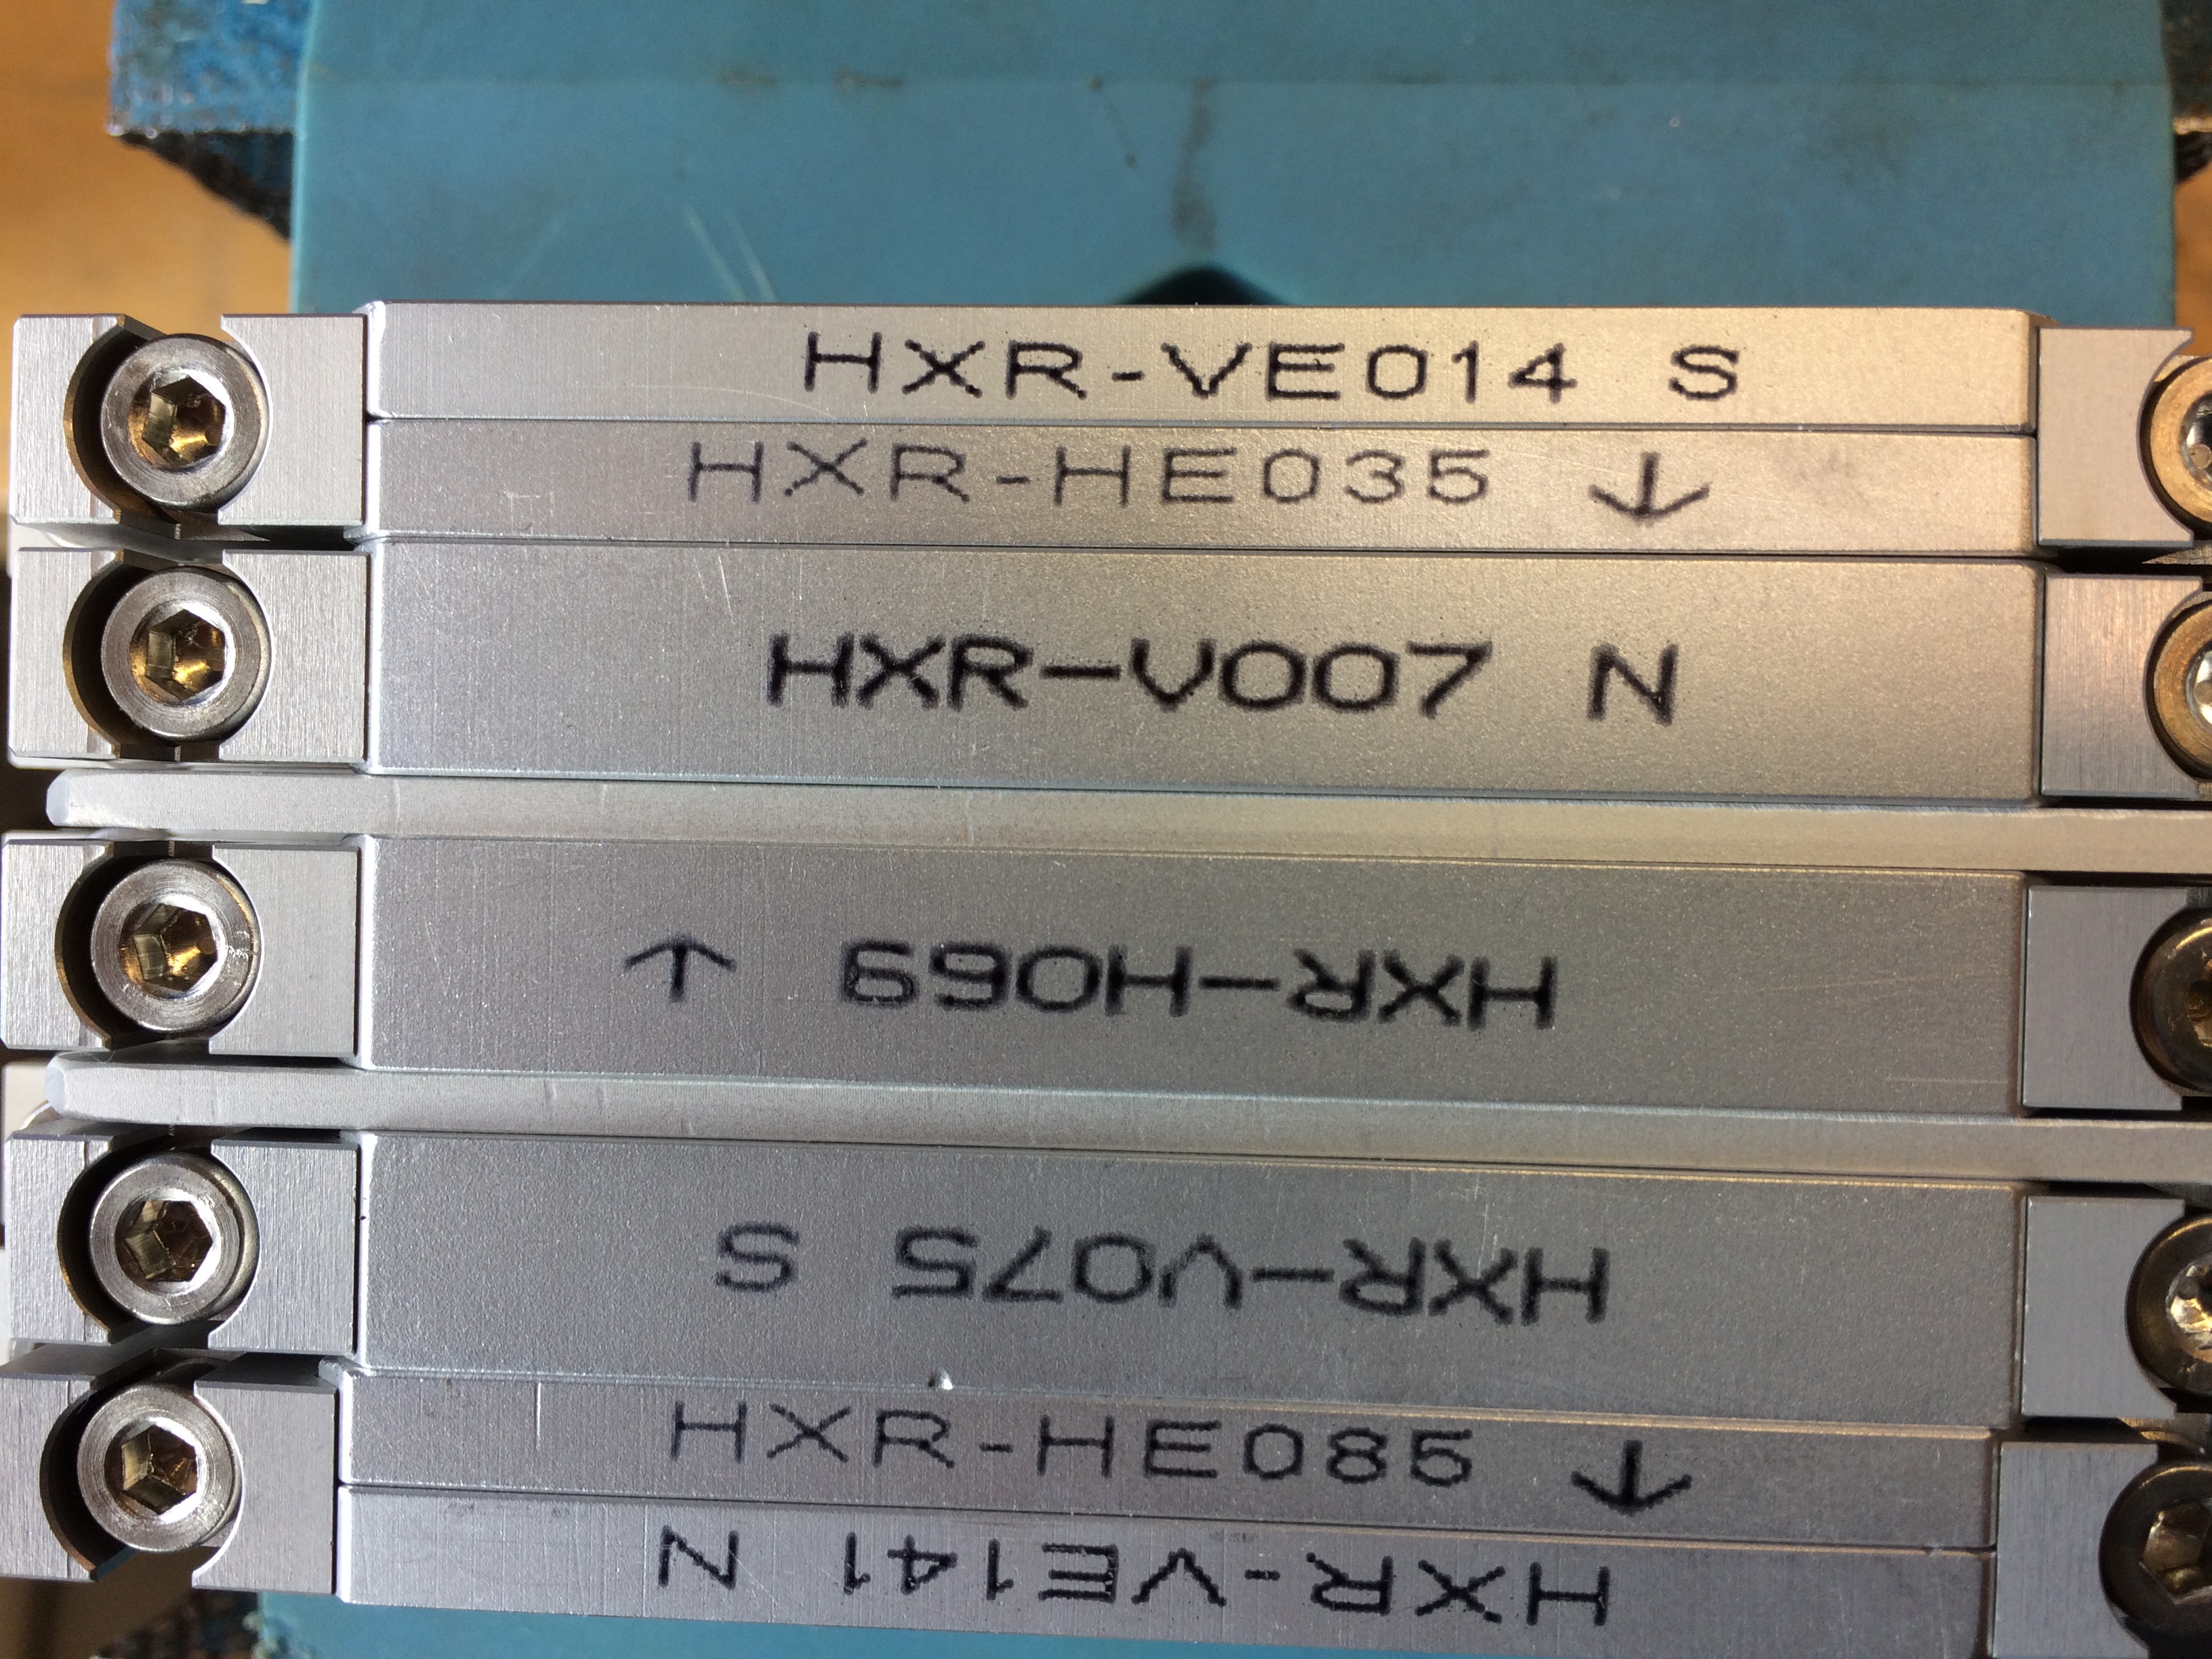 HXR-VE014 S
HXR-HE035 ↓
HXR-V007 N
HXR-H069 ↓
HXR-V075 S
HXR-HE085 ↓
HXR-VE141 N